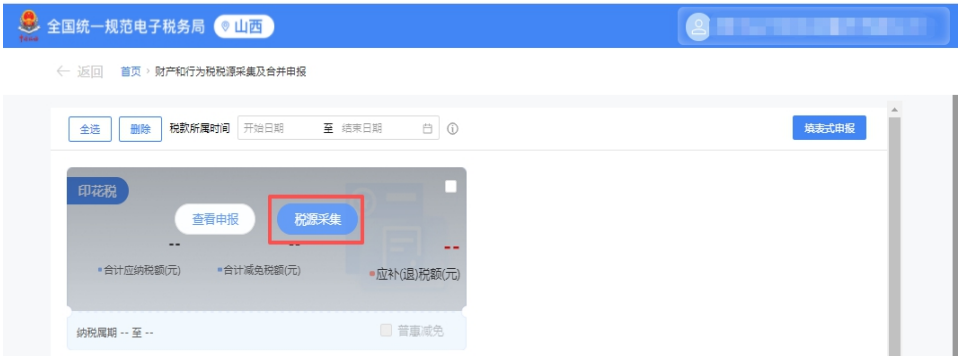 全国统一规范电子税务局 山西
← 返回 首页 › 财产和行为税税源采集及合并申报
全选 删除 税款所属时间 开始日期 至 结束日期 填表式申报
印花税
查看申报 税源采集
-- -- --
合计应纳税额(元) 合计减免税额(元) 应补(退)税额(元)
纳税属期 -- 至 -- 普惠减免